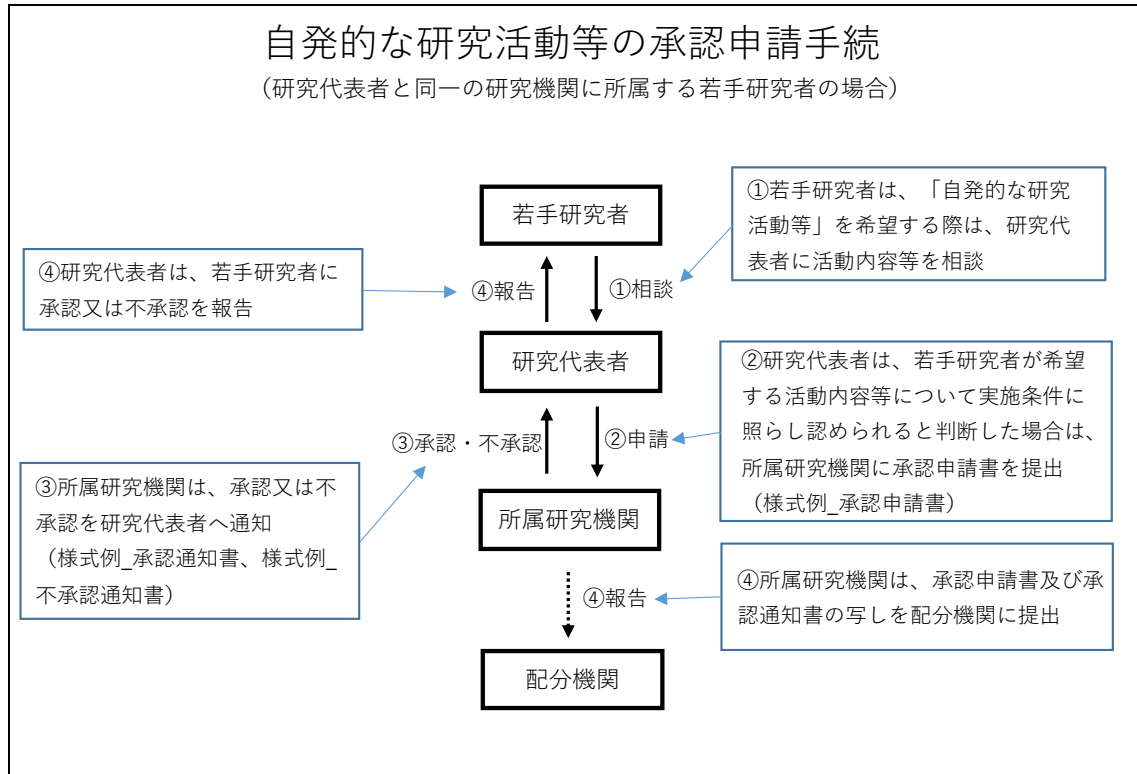 自発的な研究活動等の承認申請手続
（研究代表者と同一の研究機関に所属する若手研究者の場合）
若手研究者
①若手研究者は、「自発的な研究
活動等」を希望する際は、研究代
表者に活動内容等を相談
④研究代表者は、若手研究者に
承認又は不承認を報告
④報告
①相談
研究代表者
②研究代表者は、若手研究者が希望
する活動内容等について実施条件に
照らし認められると判断した場合は、
所属研究機関に承認申請書を提出
（様式例_承認申請書）
③承認・不承認
②申請
③所属研究機関は、承認又は不
承認を研究代表者へ通知
（様式例_承認通知書、様式例_
不承認通知書）
所属研究機関
④報告
④所属研究機関は、承認申請書及び承
認通知書の写しを配分機関に提出
配分機関